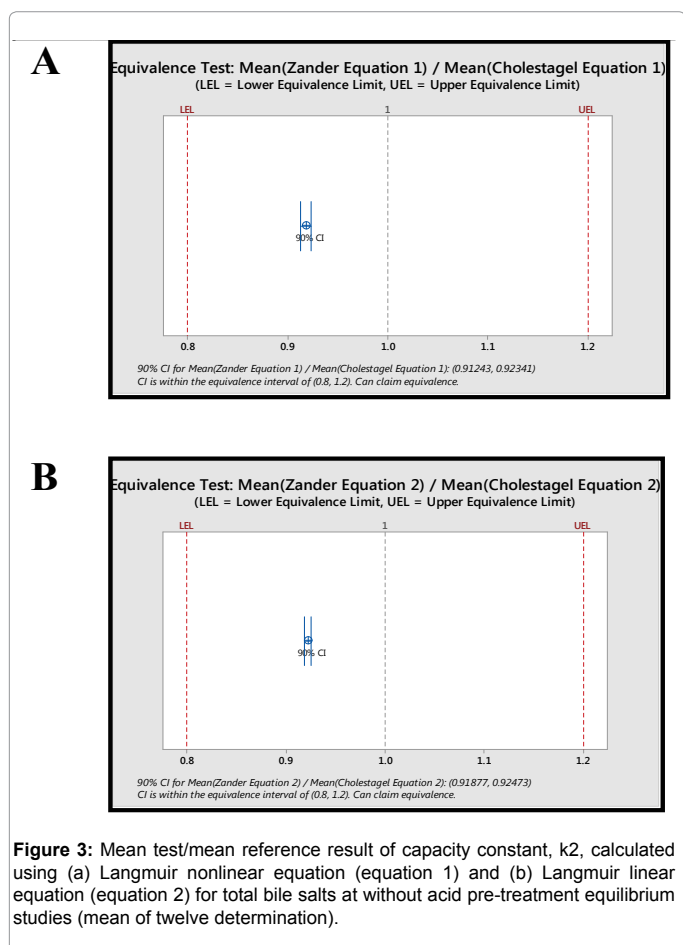 A
Equivalence Test: Mean(Zander Equation 1) / Mean(Cholestagel Equation 1)
(LEL = Lower Equivalence Limit, UEL = Upper Equivalence Limit)
LEL 1 UEL
90% CI
0.8 0.9 1.0 1.1 1.2
90% CI for Mean(Zander Equation 1) / Mean(Cholestagel Equation 1): (0.91243, 0.92341)
CI is within the equivalence interval of (0.8, 1.2). Can claim equivalence.
B
Equivalence Test: Mean(Zander Equation 2) / Mean(Cholestagel Equation 2)
(LEL = Lower Equivalence Limit, UEL = Upper Equivalence Limit)
LEL 1 UEL
90% CI
0.8 0.9 1.0 1.1 1.2
90% CI for Mean(Zander Equation 2) / Mean(Cholestagel Equation 2): (0.91877, 0.92473)
CI is within the equivalence interval of (0.8, 1.2). Can claim equivalence.
Figure 3: Mean test/mean reference result of capacity constant, k2, calculated
using (a) Langmuir nonlinear equation (equation 1) and (b) Langmuir linear
equation (equation 2) for total bile salts at without acid pre-treatment equilibrium
studies (mean of twelve determination).